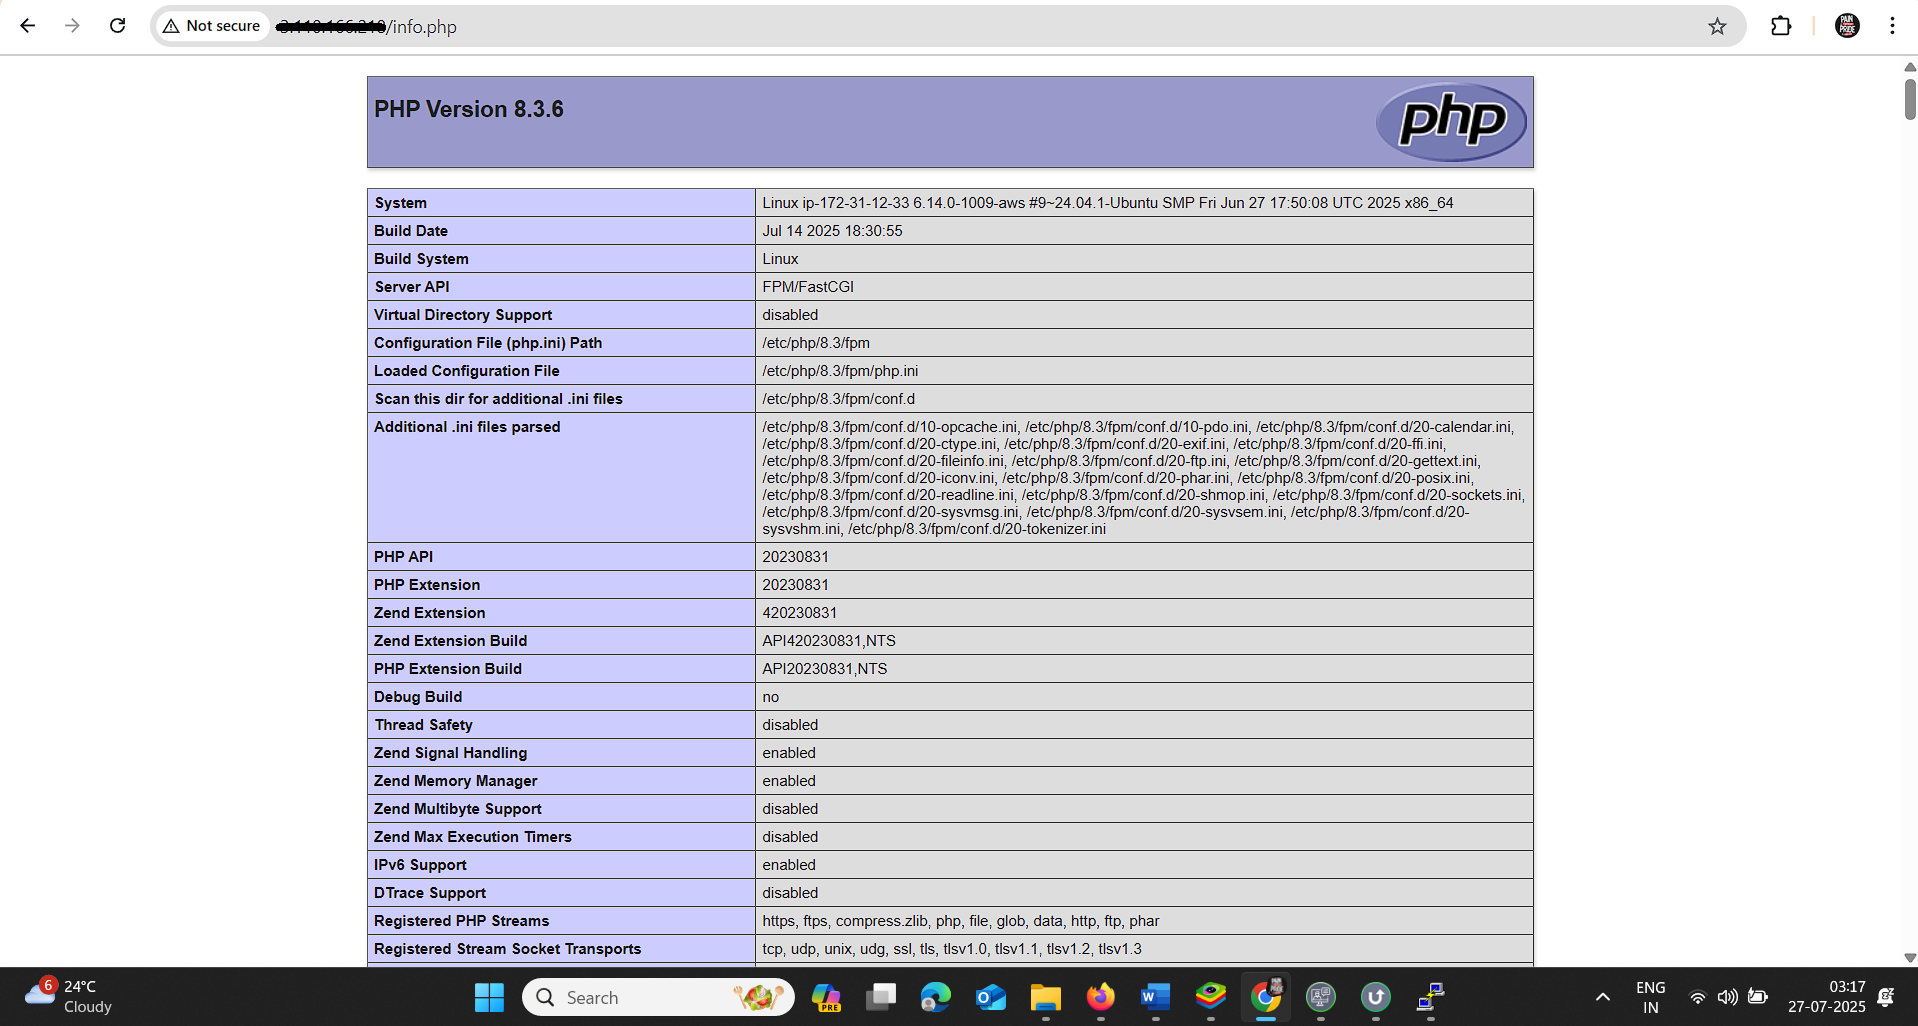 Not secure
/info.php
PHP Version 8.3.6
php
System Linux ip-172-31-12-33 6.14.0-1009-aws #9~24.04.1-Ubuntu SMP Fri Jun 27 17:50:08 UTC 2025 x86_64
Build Date Jul 14 2025 18:30:55
Build System Linux
Server API FPM/FastCGI
Virtual Directory Support disabled
Configuration File (php.ini) Path /etc/php/8.3/fpm
Loaded Configuration File /etc/php/8.3/fpm/php.ini
Scan this dir for additional .ini files /etc/php/8.3/fpm/conf.d
Additional .ini files parsed /etc/php/8.3/fpm/conf.d/10-opcache.ini, /etc/php/8.3/fpm/conf.d/10-pdo.ini, /etc/php/8.3/fpm/conf.d/20-calendar.ini,
/etc/php/8.3/fpm/conf.d/20-ctype.ini, /etc/php/8.3/fpm/conf.d/20-exif.ini, /etc/php/8.3/fpm/conf.d/20-ffi.ini,
/etc/php/8.3/fpm/conf.d/20-fileinfo.ini, /etc/php/8.3/fpm/conf.d/20-ftp.ini, /etc/php/8.3/fpm/conf.d/20-gettext.ini,
/etc/php/8.3/fpm/conf.d/20-iconv.ini, /etc/php/8.3/fpm/conf.d/20-phar.ini, /etc/php/8.3/fpm/conf.d/20-posix.ini,
/etc/php/8.3/fpm/conf.d/20-readline.ini, /etc/php/8.3/fpm/conf.d/20-shmop.ini, /etc/php/8.3/fpm/conf.d/20-sockets.ini,
/etc/php/8.3/fpm/conf.d/20-sysvmsg.ini, /etc/php/8.3/fpm/conf.d/20-sysvsem.ini, /etc/php/8.3/fpm/conf.d/20-
sysvshm.ini, /etc/php/8.3/fpm/conf.d/20-tokenizer.ini
PHP API 20230831
PHP Extension 20230831
Zend Extension 420230831
Zend Extension Build API420230831,NTS
PHP Extension Build API20230831,NTS
Debug Build no
Thread Safety disabled
Zend Signal Handling enabled
Zend Memory Manager enabled
Zend Multibyte Support disabled
Zend Max Execution Timers disabled
IPv6 Support enabled
DTrace Support disabled
Registered PHP Streams https, ftps, compress.zlib, php, file, glob, data, http, ftp, phar
Registered Stream Socket Transports tcp, udp, unix, udg, ssl, tls, tlsv1.0, tlsv1.1, tlsv1.2, tlsv1.3
6
24°C
Cloudy
Search
PRE
ENG
IN
03:17
27-07-2025